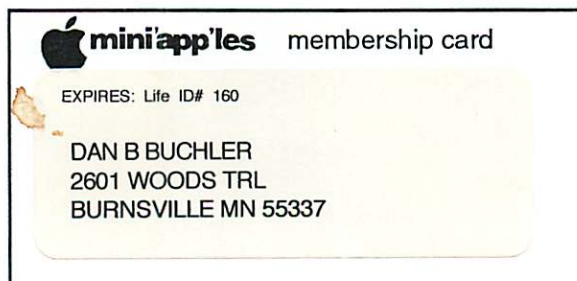 mini'app'les membership card
EXPIRES: Life ID# 160
DAN B BUCHLER
2601 WOODS TRL
BURNSVILLE MN 55337